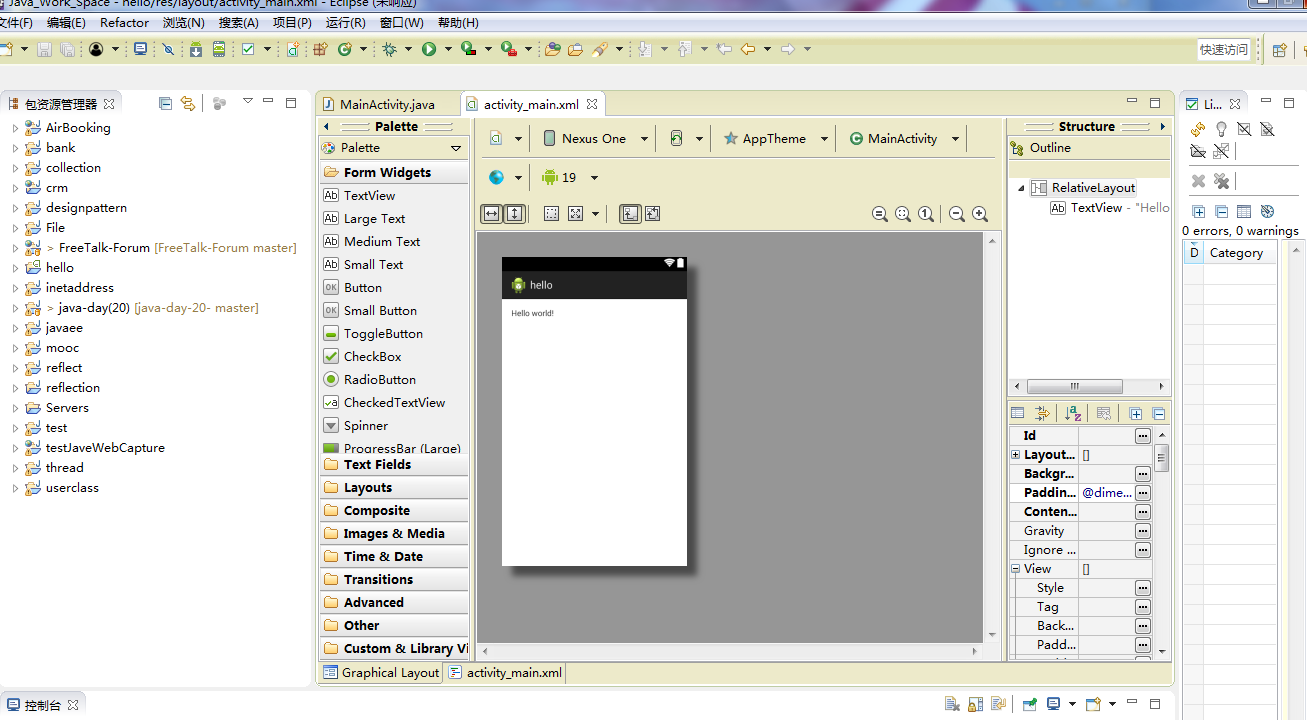 Java_Work_Space - hello/res/layout/activity_main.xml - Eclipse (未响应)
文件(F) 编辑(E) Refactor 浏览(N) 搜索(A) 项目(P) 运行(R) 窗口(W) 帮助(H)
快速访问
包资源管理器
AirBooking
bank
collection
crm
designpattern
File
> FreeTalk-Forum [FreeTalk-Forum master]
hello
inetaddress
> java-day(20) [java-day-20- master]
javaee
mooc
reflect
reflection
Servers
test
testJaveWebCapture
thread
userclass
MainActivity.java
activity_main.xml
Palette
Palette
Form Widgets
Ab TextView
Ab Large Text
Ab Medium Text
Ab Small Text
OK Button
OK Small Button
ToggleButton
CheckBox
RadioButton
a CheckedTextView
Spinner
ProgressBar (Large)
Text Fields
Layouts
Composite
Images & Media
Time & Date
Transitions
Advanced
Other
Custom & Library Vi
Nexus One
AppTheme
C MainActivity
19
hello
Hello world!
Graphical Layout
activity_main.xml
Structure
Outline
RelativeLayout
Ab TextView - "Hello
Id
Layout... []
Backgr...
Paddin... @dime...
Conten...
Gravity
Ignore ...
View []
Style
Tag
Back...
Padd...
Li...
0 errors, 0 warnings
D Category
控制台